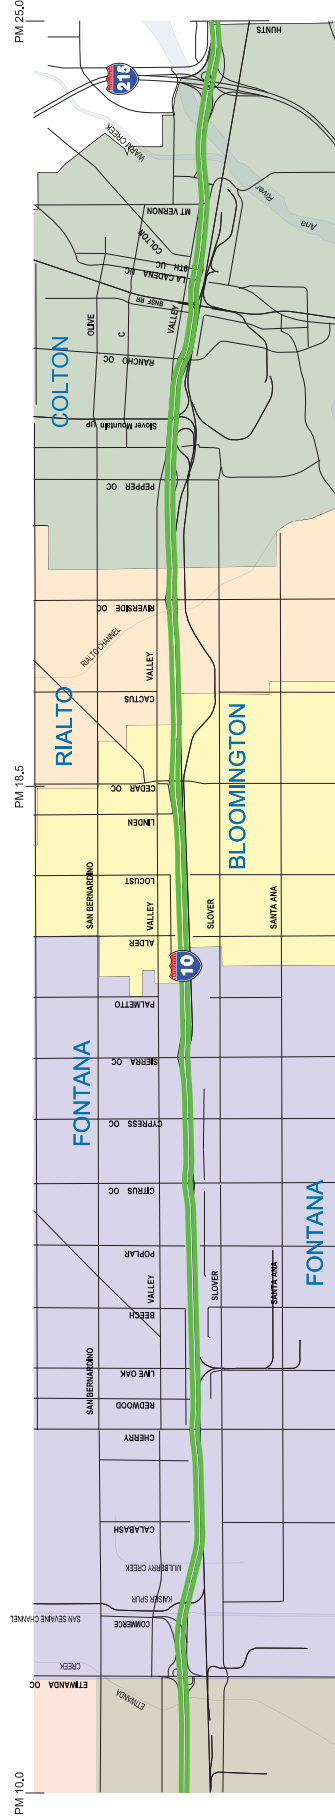 PM 25.0
HUNTS
215
WARM CREEK
River
Ana
MT VERNON
COLTON
9TH UC
LA CADENA UC
BNSF RR
VALLEY
OLIVE
C
RANCHO OC
COLTON
Slover Mountain UP
PEPPER OC
RIVERSIDE OC
RIALTO CHANNEL
VALLEY
CACTUS
RIALTO
PM 18.5
CEDAR OC
LINDEN
BLOOMINGTON
LOCUST
SAN BERNARDINO
VALLEY
SLOVER
SANTA ANA
ALDER
10
PALMETTO
SIERRA OC
FONTANA
CYPRESS OC
CITRUS OC
FONTANA
POPLAR
VALLEY
SLOVER
SANTA ANA
BEECH
SAN BERNARDINO
LIVE OAK
REDWOOD
CHERRY
CALABASH
MULBERRY CREEK
KAISER SPUR
SAN SEVAINE CHANNEL
COMMERCE
CREEK
ETIWANDA OC
ETIWANDA
PM 10.0